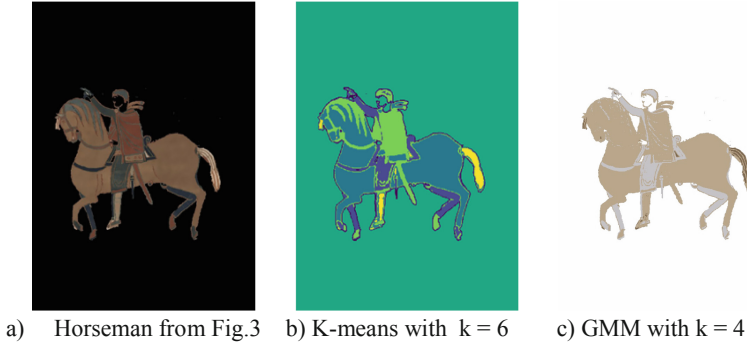 a) Horseman from Fig.3 b) K-means with k = 6 c) GMM with k = 4